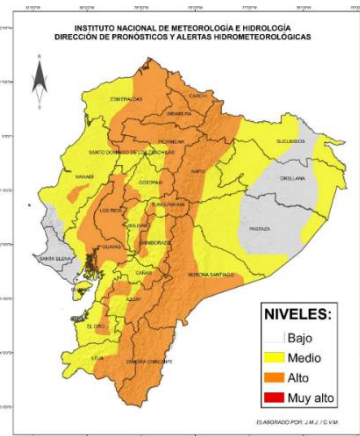 INSTITUTO NACIONAL DE METEOROLOGÍA E HIDROLOGÍA
DIRECCIÓN DE PRONÓSTICOS Y ALERTAS HIDROMETEOROLÓGICAS
N
S
ESMERALDAS
CARCHI
IMBABURA
PICHINCHA
SUCUMBIOS
SANTO DOMINGO DE LOS TSACHILAS
MANABI
NAPO
ORELLANA
COTOPAXI
TUNGURAHUA
LOS RIOS
BOLIVAR
PASTAZA
GUAYAS
CHIMBORAZO
SANTA ELENA
MORONA SANTIAGO
CAÑAR
AZUAY
EL ORO
LOJA
ZAMORA CHINCHIPE
NIVELES:
Bajo
Medio
Alto
Muy alto
ELABORADO POR: J.M.J. / C.V.M.